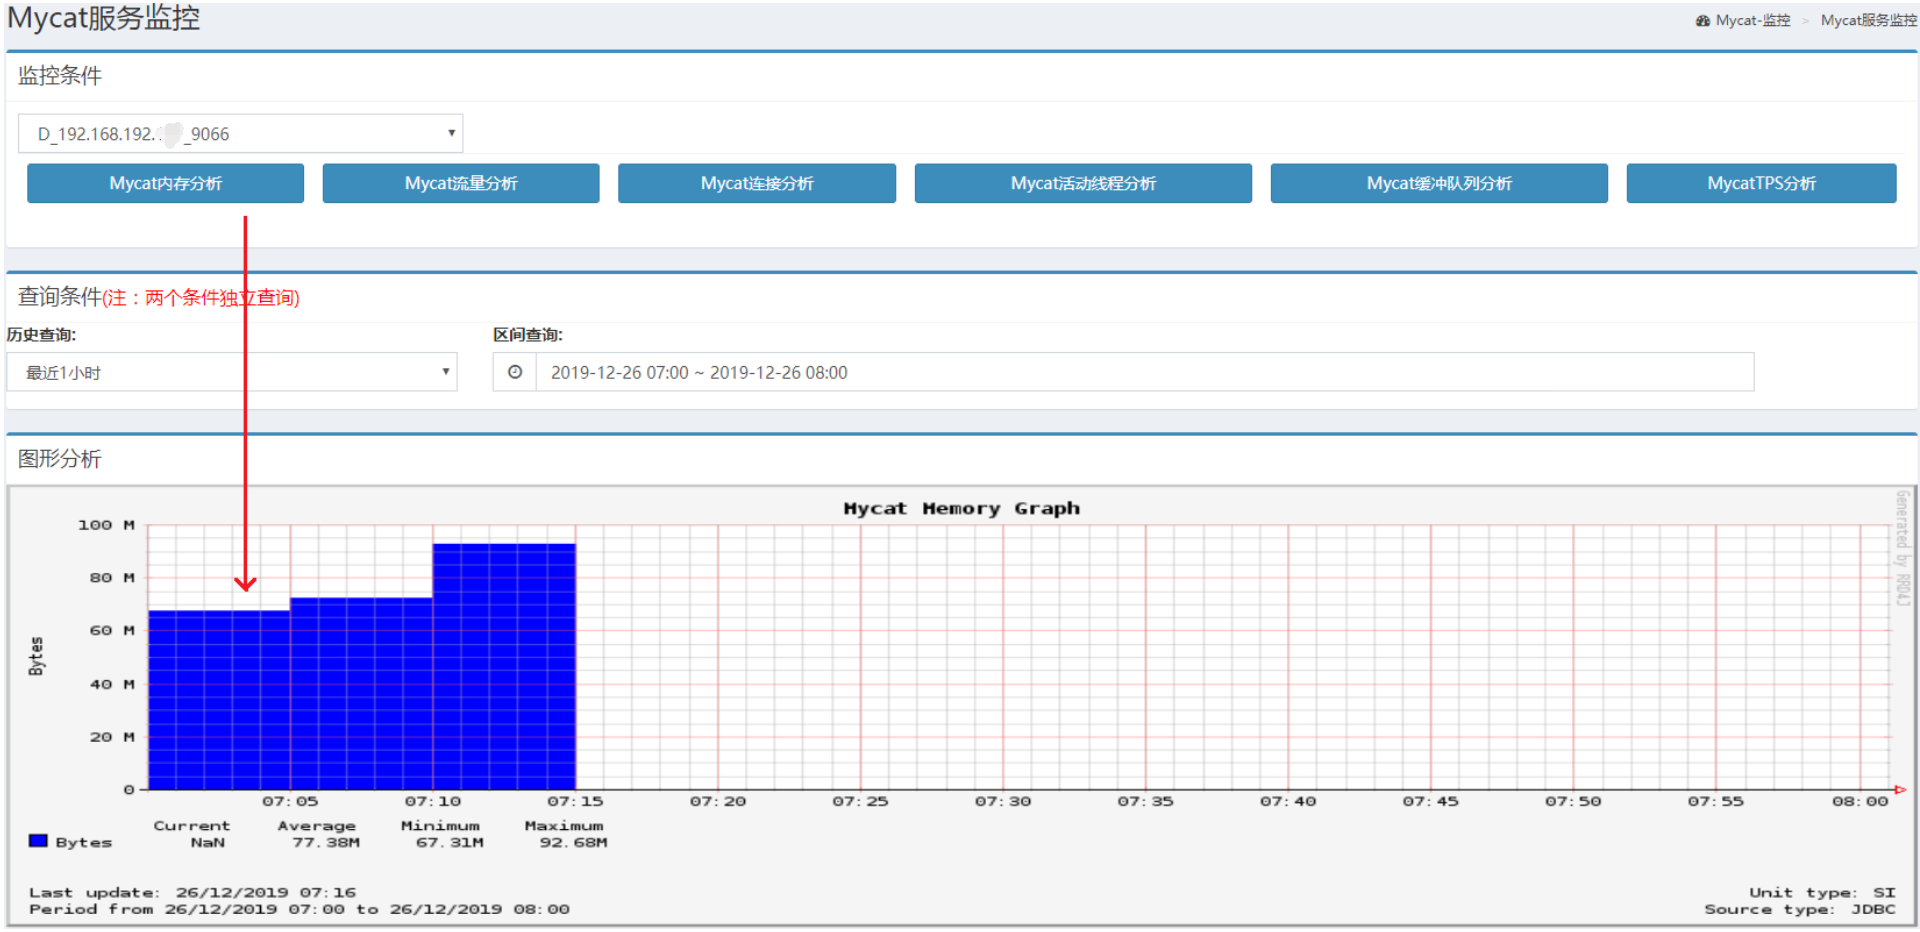 Mycat服务监控
Mycat-监控 > Mycat服务监控
监控条件
D_192.168.192. _9066
Mycat内存分析 Mycat流量分析 Mycat连接分析 Mycat活动线程分析 Mycat缓冲队列分析 MycatTPS分析
查询条件(注：两个条件独立查询)
历史查询: 区间查询:
最近1小时 2019-12-26 07:00 ~ 2019-12-26 08:00
图形分析
Mycat Memory Graph
Generated by RRD4J
Bytes
100 M
80 M
60 M
40 M
20 M
0
07:05 07:10 07:15 07:20 07:25 07:30 07:35 07:40 07:45 07:50 07:55 08:00
Current Average Minimum Maximum
Bytes NaN 77.38M 67.31M 92.68M
Last update: 26/12/2019 07:16
Period from 26/12/2019 07:00 to 26/12/2019 08:00
Unit type: SI
Source type: JDBC